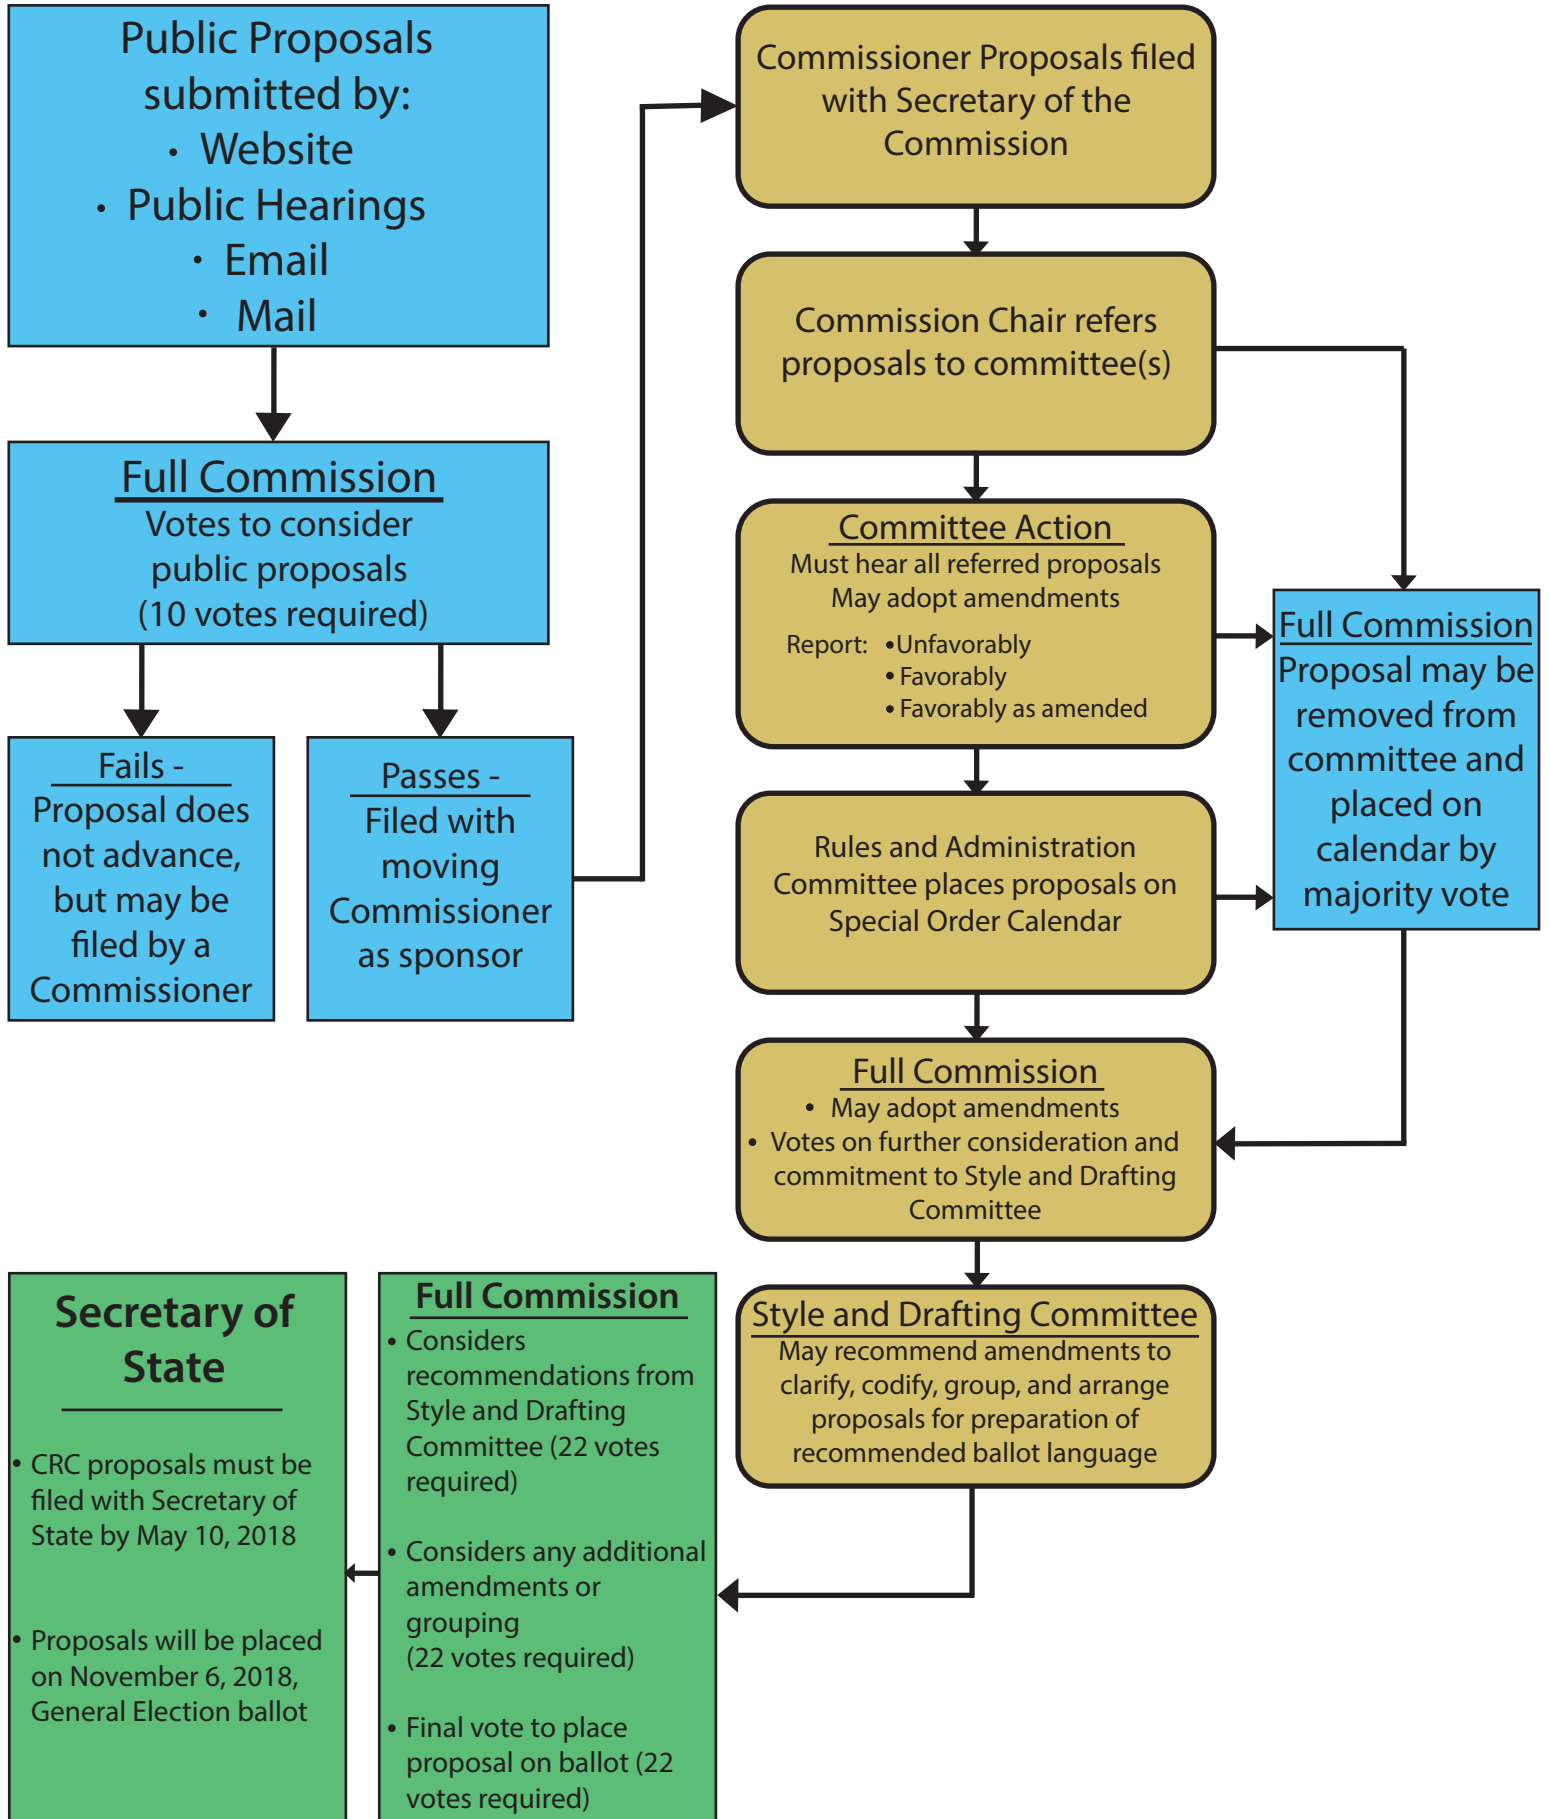 Public Proposals
submitted by:
• Website
• Public Hearings
• Email
• Mail
Full Commission
Votes to consider
public proposals
(10 votes required)
Fails -
Proposal does
not advance,
but may be
filed by a
Commissioner
Passes -
Filed with
moving
Commissioner
as sponsor
Commissioner Proposals filed
with Secretary of the
Commission
Commission Chair refers
proposals to committee(s)
Committee Action
Must hear all referred proposals
May adopt amendments
Report: • Unfavorably
• Favorably
• Favorably as amended
Full Commission
Proposal may be
removed from
committee and
placed on
calendar by
majority vote
Rules and Administration
Committee places proposals on
Special Order Calendar
Full Commission
• May adopt amendments
• Votes on further consideration and
commitment to Style and Drafting
Committee
Style and Drafting Committee
May recommend amendments to
clarify, codify, group, and arrange
proposals for preparation of
recommended ballot language
Full Commission
• Considers
recommendations from
Style and Drafting
Committee (22 votes
required)
• Considers any additional
amendments or
grouping
(22 votes required)
• Final vote to place
proposal on ballot (22
votes required)
Secretary of
State
• CRC proposals must be
filed with Secretary of
State by May 10, 2018
• Proposals will be placed
on November 6, 2018,
General Election ballot